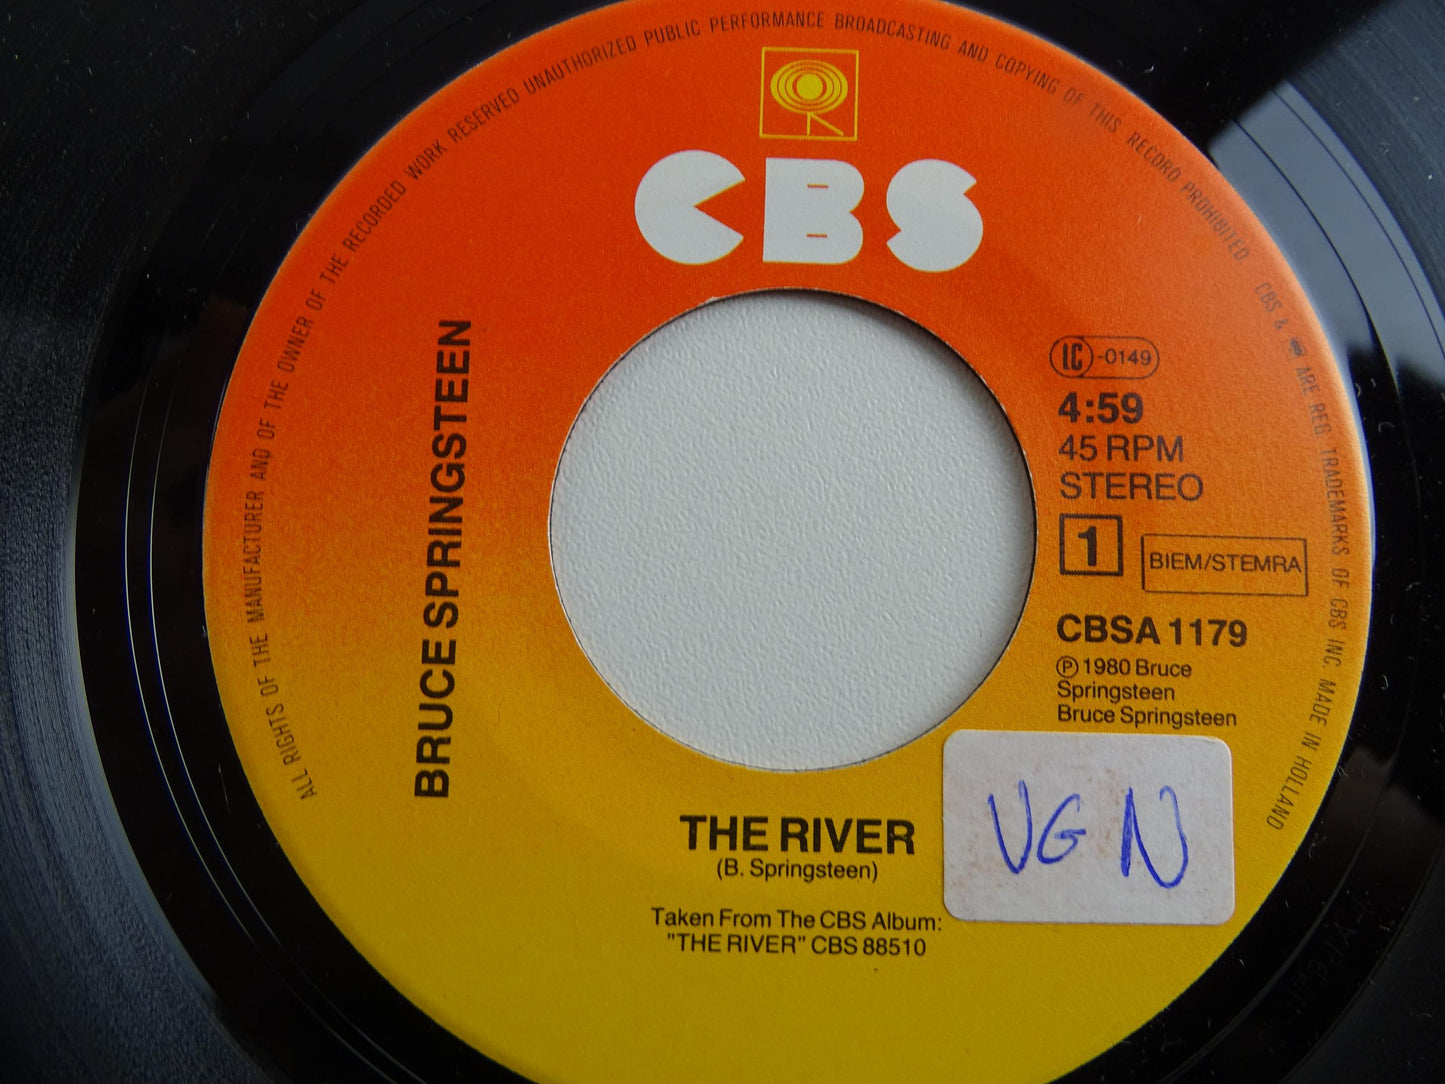 ALL RIGHTS OF THE MANUFACTURER AND OF THE OWNER OF THE RECORDED WORK RESERVED UNAUTHORIZED PUBLIC PERFORMANCE BROADCASTING AND COPYING OF THIS RECORD PROHIBITED CBS & ARE REG. TRADEMARKS OF CBS INC. MADE IN HOLLAND
CBS
BRUCE SPRINGSTEEN
LC -0149
4:59
45 RPM
STEREO
1
BIEM/STEMRA
CBSA 1179
Ⓟ 1980 Bruce
Springsteen
Bruce Springsteen
VG N
THE RIVER
(B. Springsteen)
Taken From The CBS Album:
"THE RIVER" CBS 88510